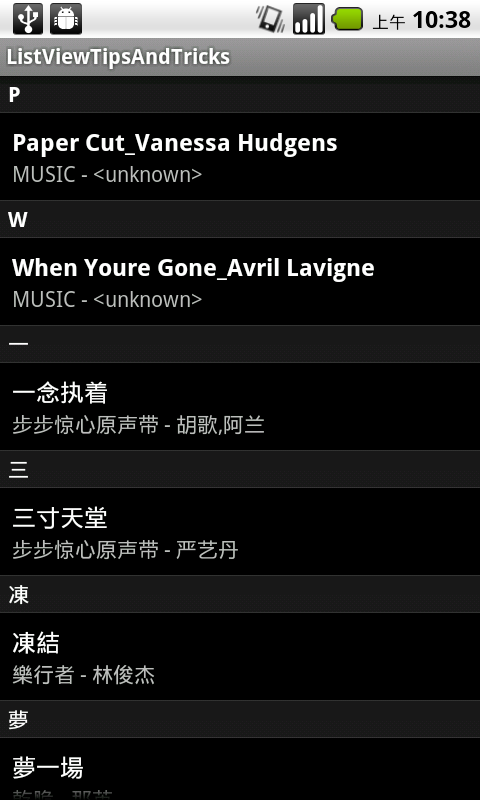 上午 10:38
ListViewTipsAndTricks
P
Paper Cut_Vanessa Hudgens
MUSIC - <unknown>
W
When Youre Gone_Avril Lavigne
MUSIC - <unknown>
一
一念执着
步步惊心原声带 - 胡歌,阿兰
三
三寸天堂
步步惊心原声带 - 严艺丹
凍
凍結
樂行者 - 林俊杰
夢
夢一場